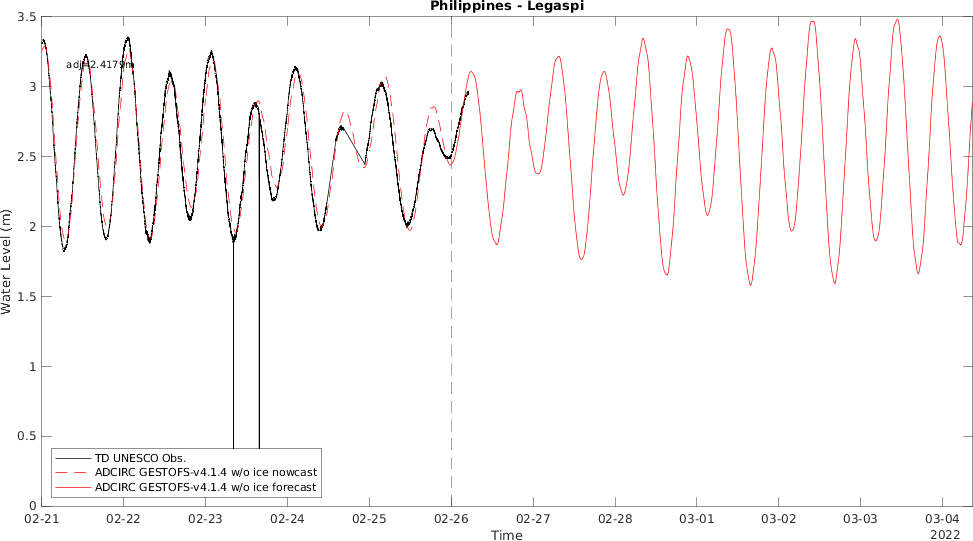 Philippines - Legaspi
3.5
3
2.5
2
1.5
1
0.5
0
Water Level (m)
adj=2.4179m
TD UNESCO Obs.
ADCIRC GESTOFS-v4.1.4 w/o ice nowcast
ADCIRC GESTOFS-v4.1.4 w/o ice forecast
02-21 02-22 02-23 02-24 02-25 02-26 02-27 02-28 03-01 03-02 03-03 03-04
Time
2022